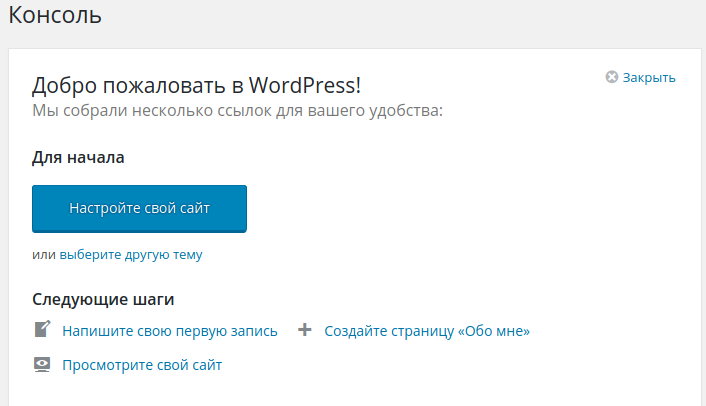 Консоль
Добро пожаловать в WordPress!
Закрыть
Мы собрали несколько ссылок для вашего удобства:
Для начала
Настройте свой сайт
или выберите другую тему
Следующие шаги
Напишите свою первую запись
Создайте страницу «Обо мне»
Просмотрите свой сайт